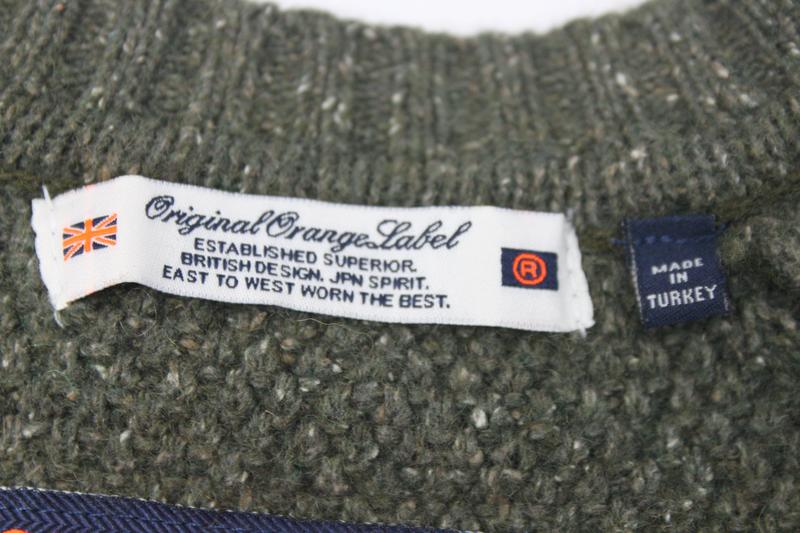 Original Orange Label
ESTABLISHED SUPERIOR.
BRITISH DESIGN. JPN SPIRIT.
EAST TO WEST WORN THE BEST.
®
MADE
IN
TURKEY